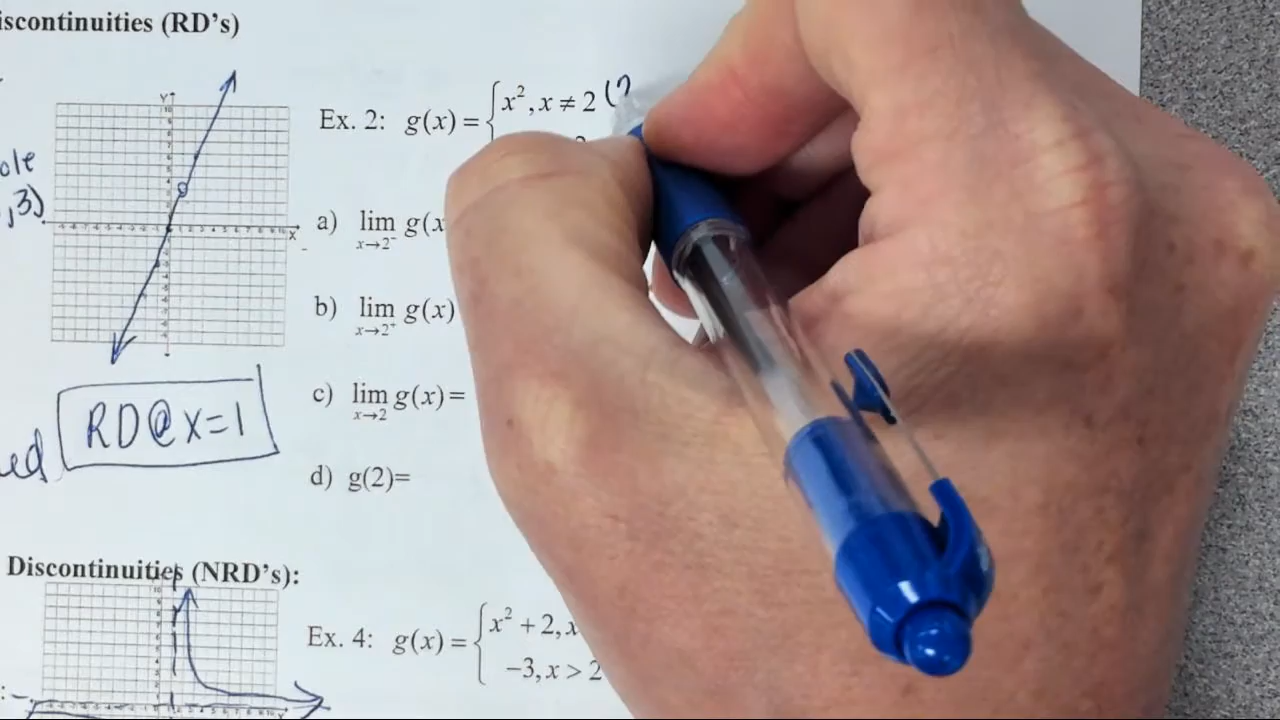 iscontinuities (RD's)
Ex. 2: g(x) = { x², x ≠ 2 (2
ole
,3)
a) lim g(x
x→2⁻
b) lim g(x)
x→2⁺
c) lim g(x)=
x→2
RD@x=1
ed
d) g(2)=
Discontinuities (NRD's):
Ex. 4: g(x) = { x² + 2, x
−3, x > 2